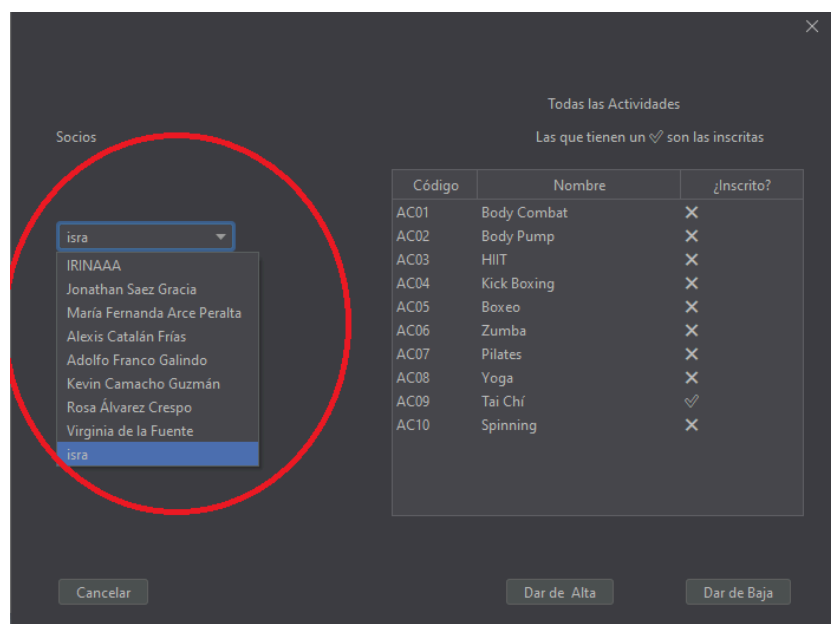 Todas las Actividades
Socios
Las que tienen un ✓ son las inscritas
Código Nombre ¿Inscrito?
AC01 Body Combat ✕
AC02 Body Pump ✕
AC03 HIIT ✕
AC04 Kick Boxing ✕
AC05 Boxeo ✕
AC06 Zumba ✕
AC07 Pilates ✕
AC08 Yoga ✕
AC09 Tai Chí ✓
AC10 Spinning ✕
isra
IRINAAA
Jonathan Saez Gracia
María Fernanda Arce Peralta
Alexis Catalán Frías
Adolfo Franco Galindo
Kevin Camacho Guzmán
Rosa Álvarez Crespo
Virginia de la Fuente
isra
Cancelar
Dar de Alta
Dar de Baja